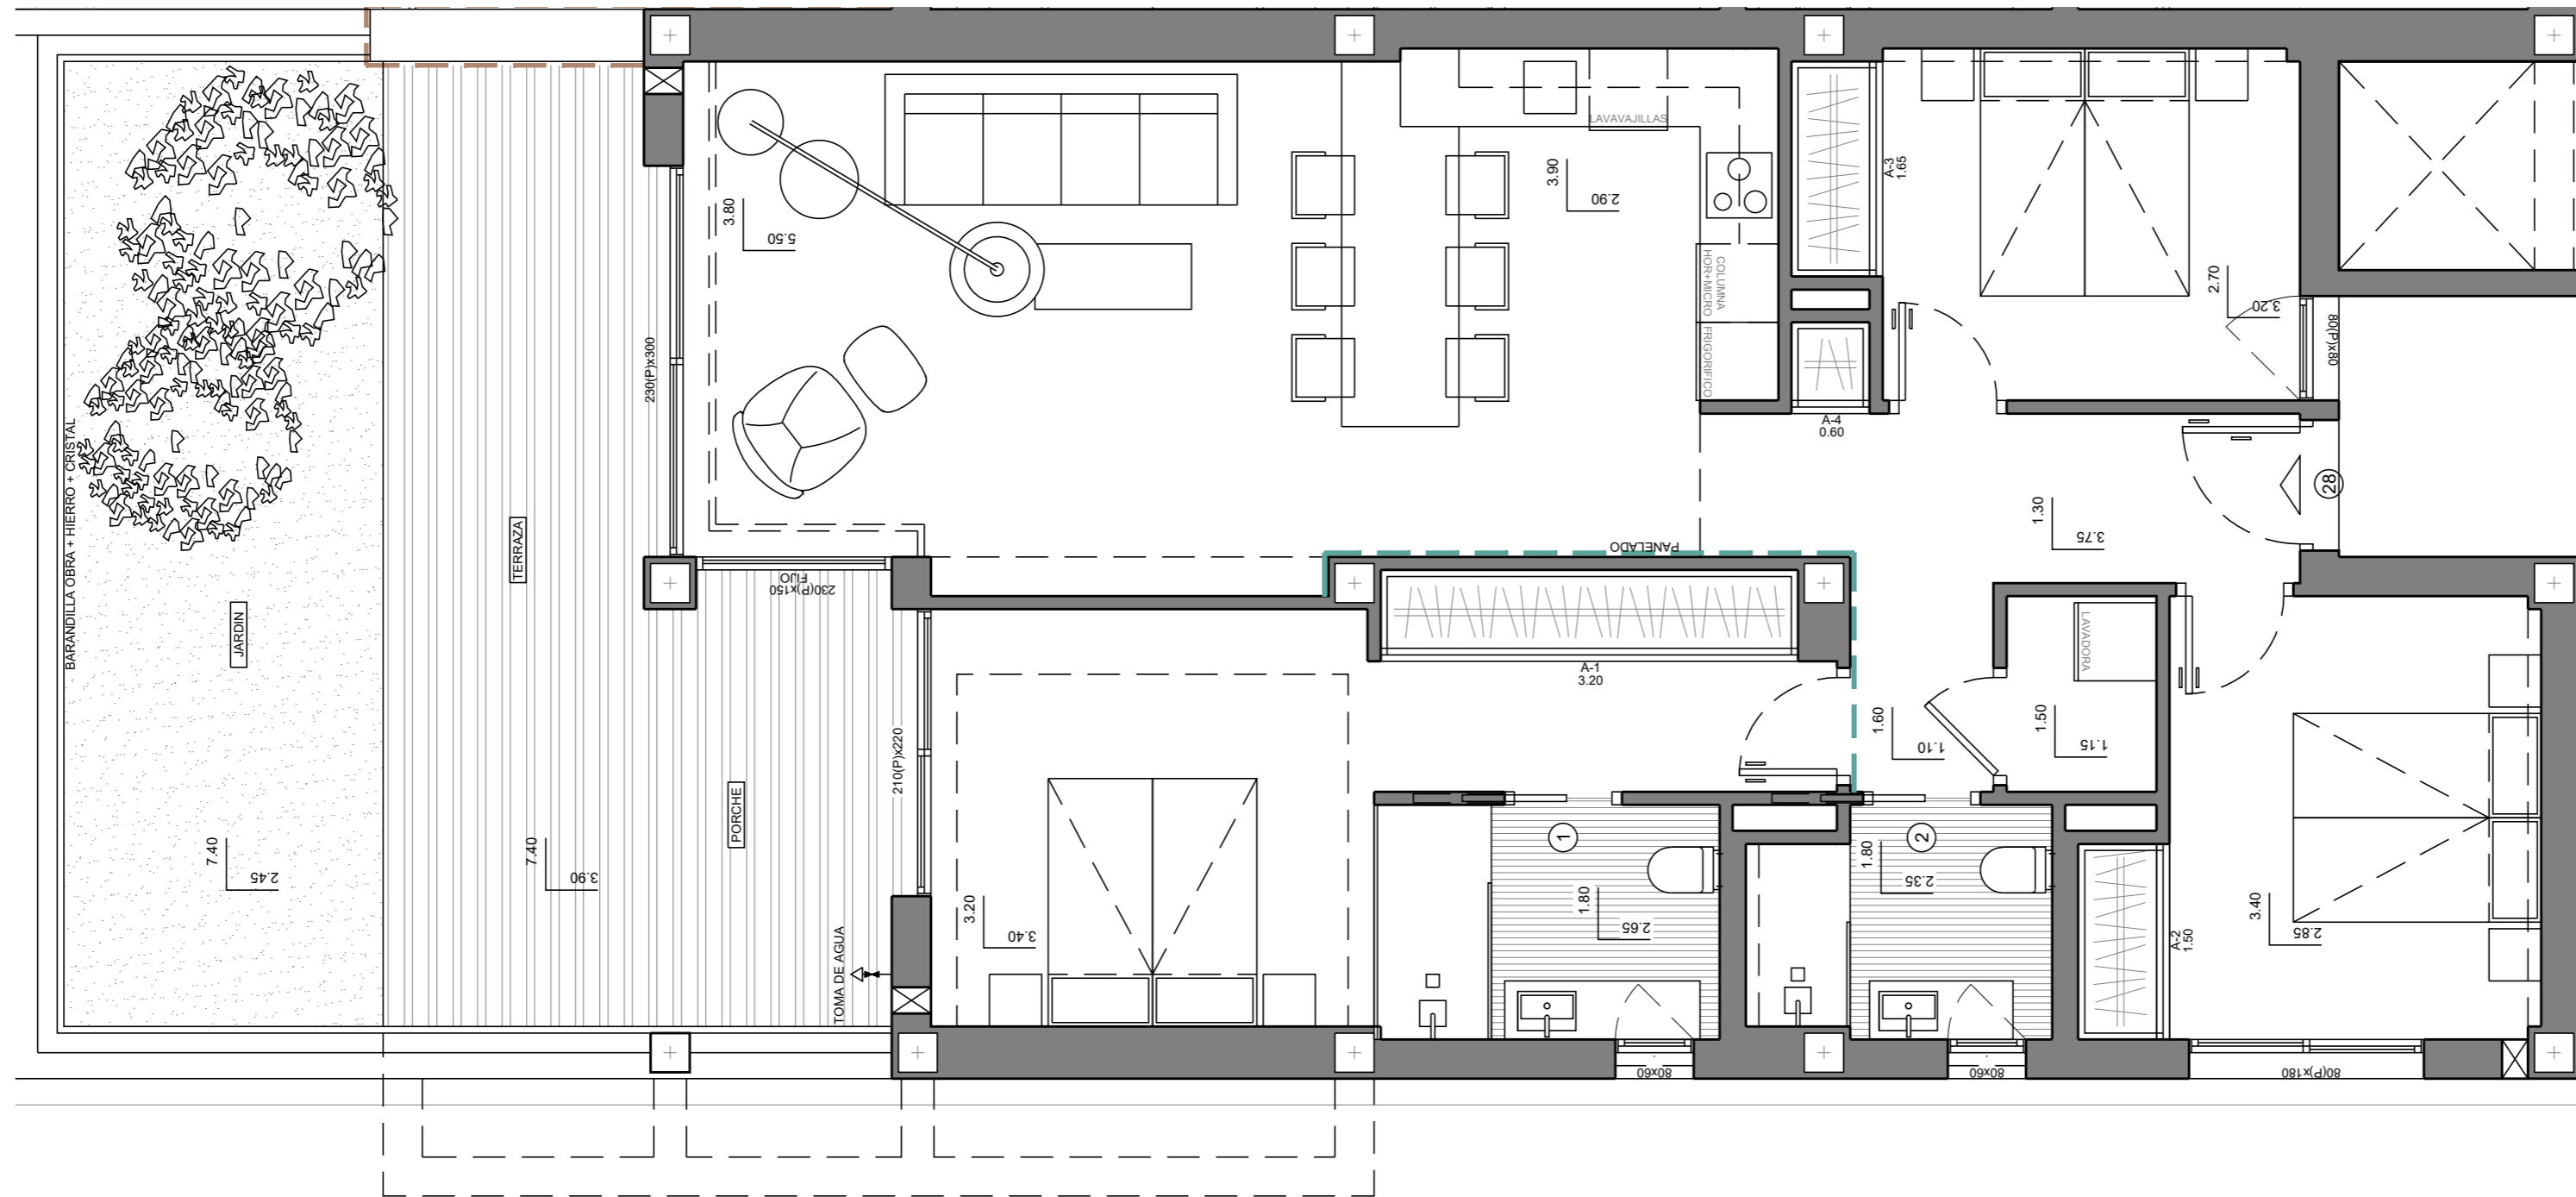 BARANDILLA OBRA + HIERRO + CRISTAL
JARDIN
7.40
2.45
TERRAZA
7.40
3.90
PORCHE
TOMA DE AGUA
230(P)x300
3.80
5.50
230(P)x150
FIJO
210(P)x220
3.20
3.40
LAVAVAJILLAS
3.90
2.90
COLUMNA
HOR+MICRO
FRIGORIFICO
A-3
1.65
A-4
0.60
2.70
3.20
80(P)x80
28
1.30
3.75
PANELADO
A-1
3.20
1.60
1.10
1.50
1.15
LAVADORA
1
1.80
2.65
2
1.80
2.35
A-2
1.50
3.40
2.85
80x60
80x60
80(P)x180